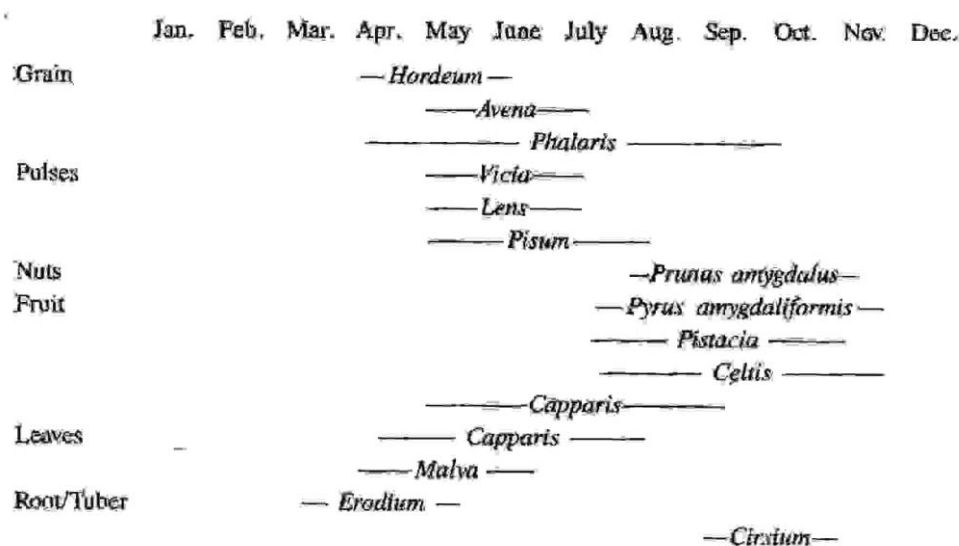 Jan. Feb. Mar. Apr. May June July Aug. Sep. Oct. Nov. Dec.
Grain Hordeum
Avena
Phalaris
Pulses Vicia
Lens
Pisum
Nuts Prunus amygdalus
Fruit Pyrus amygdaliformis
Pistacia
Celtis
Capparis
Leaves Capparis
Malva
Root/Tuber Erodium
Cirsium